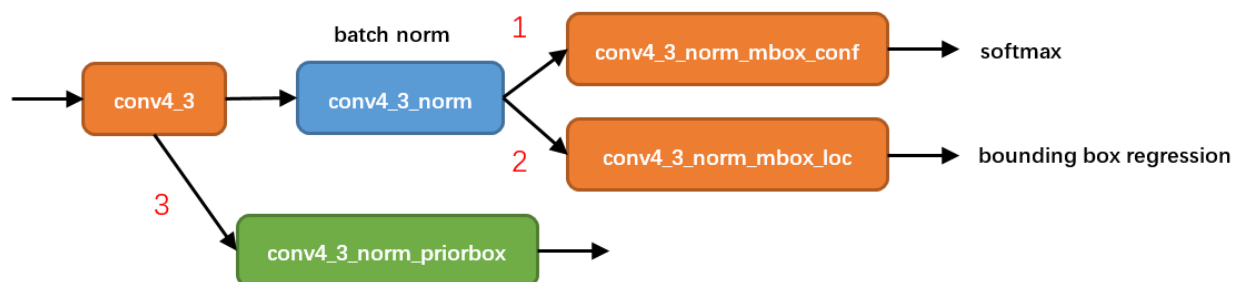 batch norm
1
conv4_3_norm_mbox_conf
softmax
conv4_3
conv4_3_norm
2
conv4_3_norm_mbox_loc
bounding box regression
3
conv4_3_norm_priorbox